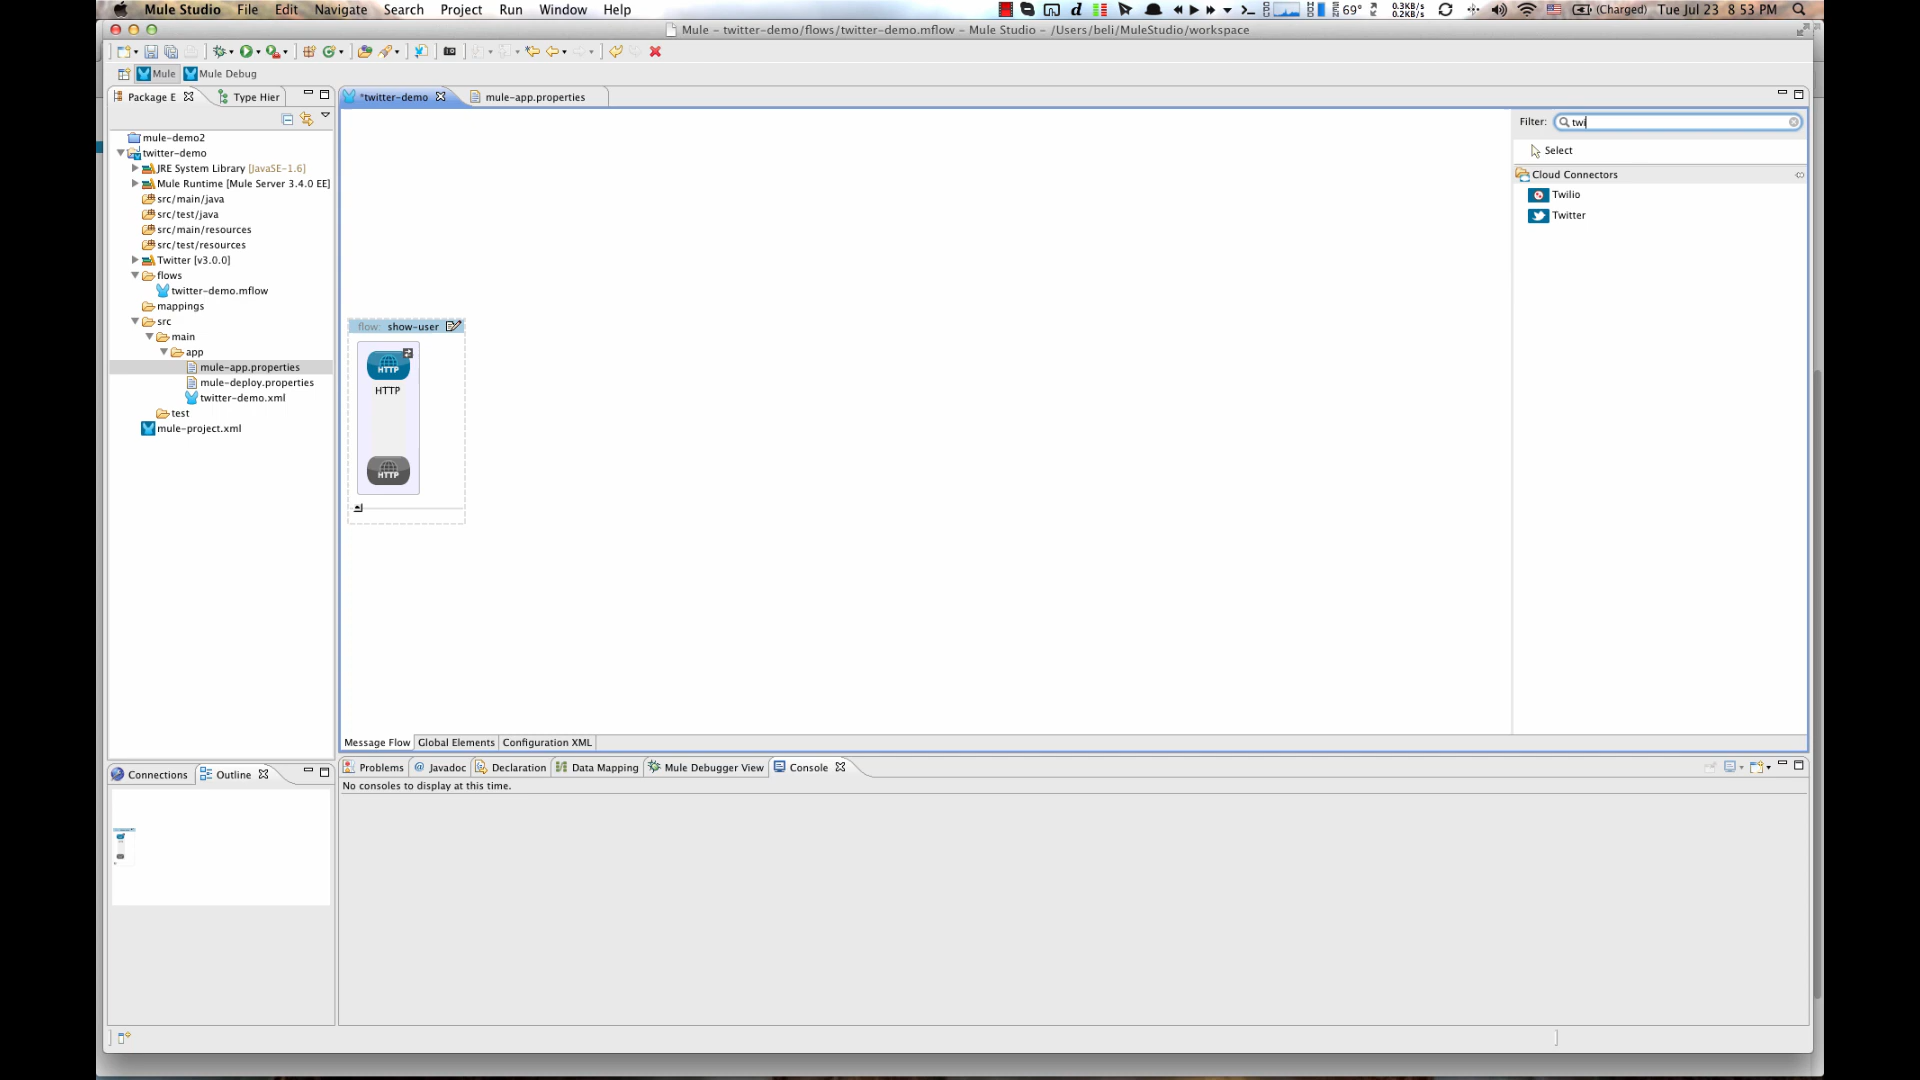 Mule Studio File Edit Navigate Search Project Run Window Help 69° 0.3KB/s 0.2KB/s (Charged) Tue Jul 23 8:53 PM
Mule – twitter-demo/flows/twitter-demo.mflow – Mule Studio – /Users/beli/MuleStudio/workspace
Mule Mule Debug
Package E Type Hier
*twitter-demo mule-app.properties
Filter: twi
mule-demo2
twitter-demo
JRE System Library [JavaSE-1.6]
Mule Runtime [Mule Server 3.4.0 EE]
src/main/java
src/test/java
src/main/resources
src/test/resources
Twitter [v3.0.0]
flows
twitter-demo.mflow
mappings
src
main
app
mule-app.properties
mule-deploy.properties
twitter-demo.xml
test
mule-project.xml
flow: show-user
HTTP
HTTP
HTTP
Select
Cloud Connectors
Twilio
Twitter
Message Flow Global Elements Configuration XML
Connections Outline
Problems @ Javadoc Declaration Data Mapping Mule Debugger View Console
No consoles to display at this time.